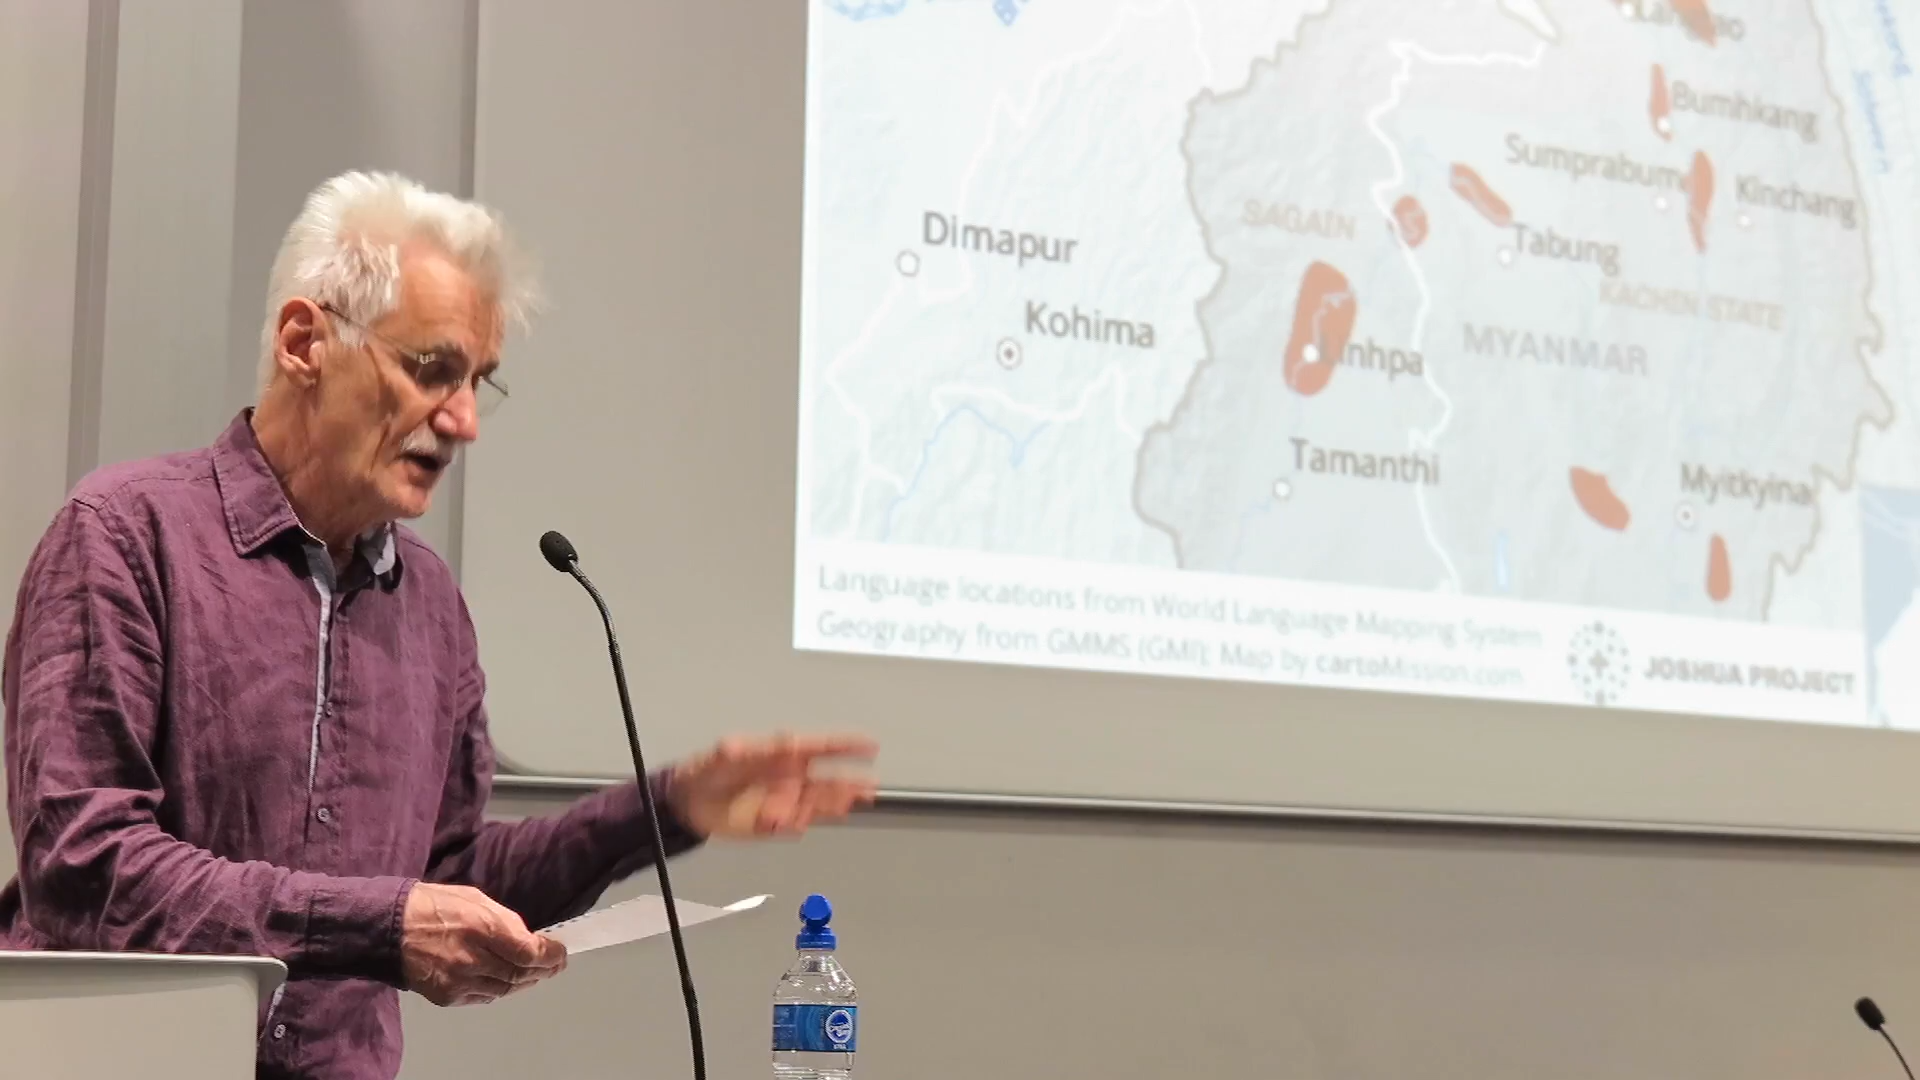 Bumhkang
Sumprabum
Kinchang
SAGAIN
Dimapur
Tabung
KACHIN STATE
Kohima
MYANMAR
Tamanthi
Myitkyina
Language locations from World Language Mapping System
Geography from GMMS (GMI); Map by cartoMission.com
JOSHUA PROJECT